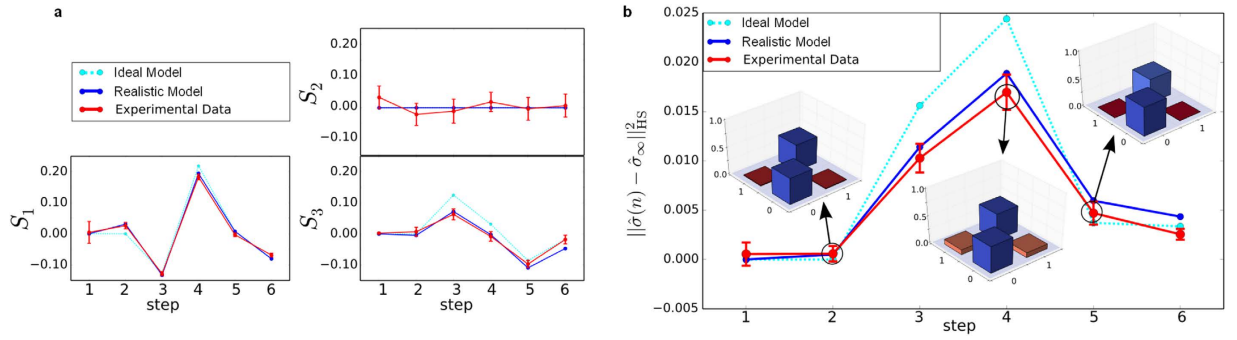 a
Ideal Model
Realistic Model
Experimental Data
S₁
0.20
0.15
0.10
0.05
0.00
−0.05
−0.10
1 2 3 4 5 6
step
S₂
0.20
0.10
0.00
−0.10
S₃
0.20
0.10
0.00
−0.10
1 2 3 4 5 6
step
b
Ideal Model
Realistic Model
Experimental Data
||σ̂(n) − σ̂∞||²HS
0.025
0.020
0.015
0.010
0.005
0.000
−0.005
1 2 3 4 5 6
step
1.0
0.5
0.0
1
0
0
1
1.0
0.5
0.0
1
0
0
1
1.0
0.5
0.0
1
0
0
1